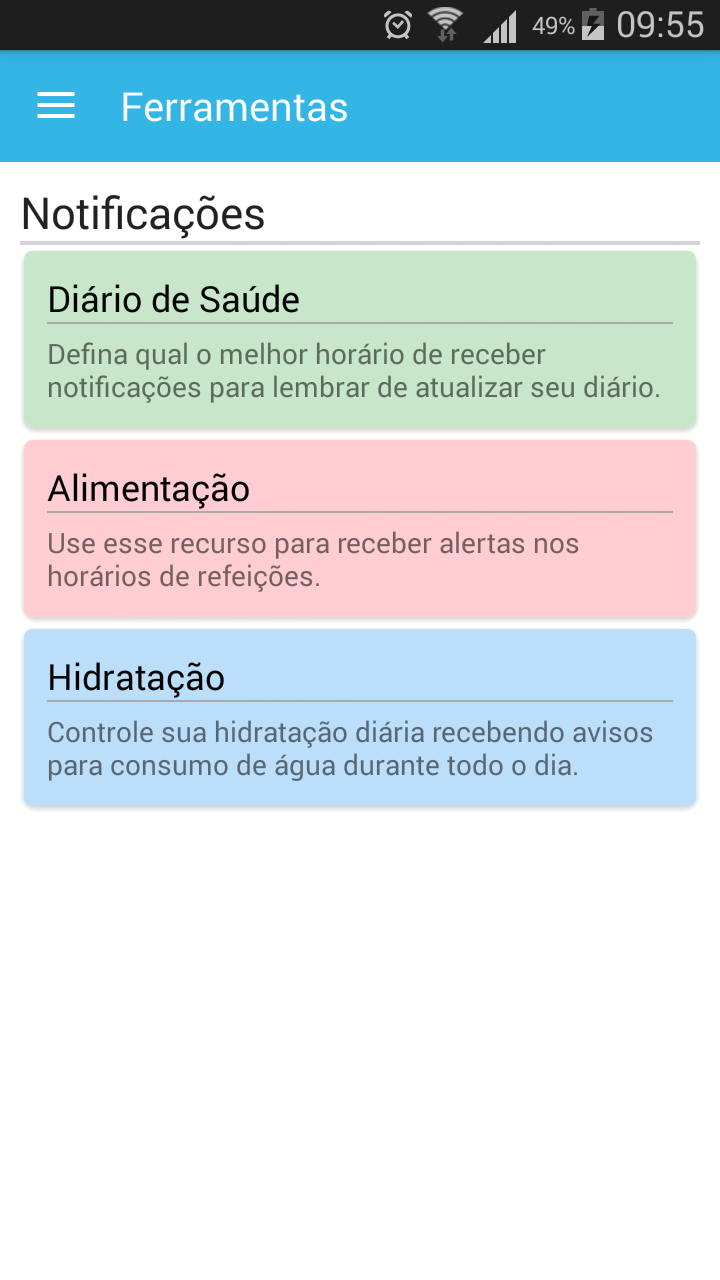 49% 09:55
Ferramentas
Notificações
Diário de Saúde
Defina qual o melhor horário de receber
notificações para lembrar de atualizar seu diário.
Alimentação
Use esse recurso para receber alertas nos
horários de refeições.
Hidratação
Controle sua hidratação diária recebendo avisos
para consumo de água durante todo o dia.